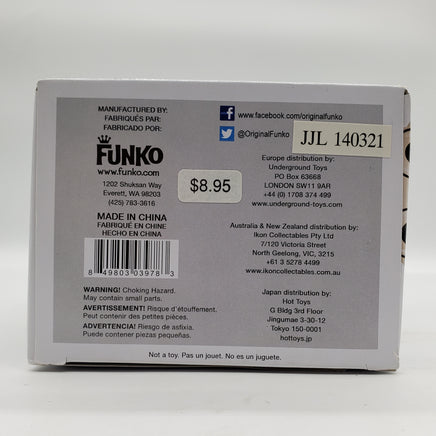 MANUFACTURED BY:
FABRIQUÉS PAR:
FABRICADO POR:
FUNKO
www.funko.com
1202 Shuksan Way
Everett, WA 98203
(425) 783-3616
MADE IN CHINA
FABRIQUÉ EN CHINE
HECHO EN CHINA
8 49803 03978 3
WARNING! Choking Hazard.
May contain small parts.
AVERTISSEMENT! Risque d'étouffement.
Peut contenir des petites pièces.
ADVERTENCIA! Riesgo de asfixia.
Puede contener piezas pequeñas.
$8.95
f www.facebook.com/originalfunko
@OriginalFunko
JJL 140321
Europe distribution by:
Underground Toys
PO Box 63668
LONDON SW11 9AR
+44 (0) 1708 374 499
www.underground-toys.com
Australia & New Zealand distribution by:
Ikon Collectables Pty Ltd
7/120 Victoria Street
North Geelong, VIC, 3215
+61 3 5278 4499
www.ikoncollectables.com.au
Japan distribution by:
Hot Toys
G Bldg 3rd Floor
Jingumae 3-30-12
Tokyo 150-0001
hottoys.jp
Not a toy. Pas un jouet. No es un juguete.